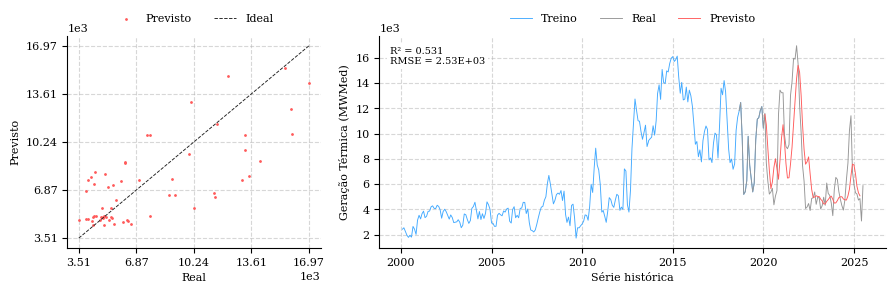 Previsto Ideal
1e3
16.97
13.61
10.24
6.87
3.51
Previsto
3.51 6.87 10.24 13.61 16.97
1e3
Real
Treino Real Previsto
1e3
R² = 0.531
RMSE = 2.53E+03
16
14
12
10
8
6
4
2
Geração Térmica (MWMed)
2000 2005 2010 2015 2020 2025
Série histórica